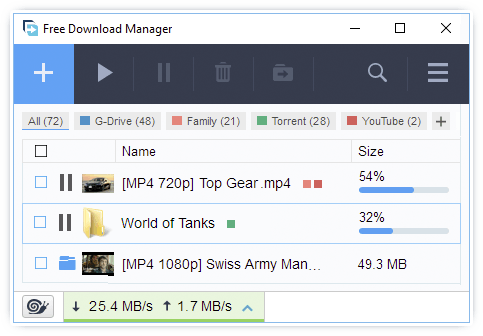 Free Download Manager
All (72) G-Drive (48) Family (21) Torrent (28) YouTube (2)
Name Size
[MP4 720p] Top Gear.mp4 54%
World of Tanks 32%
[MP4 1080p] Swiss Army Man… 49.3 MB
25.4 MB/s 1.7 MB/s